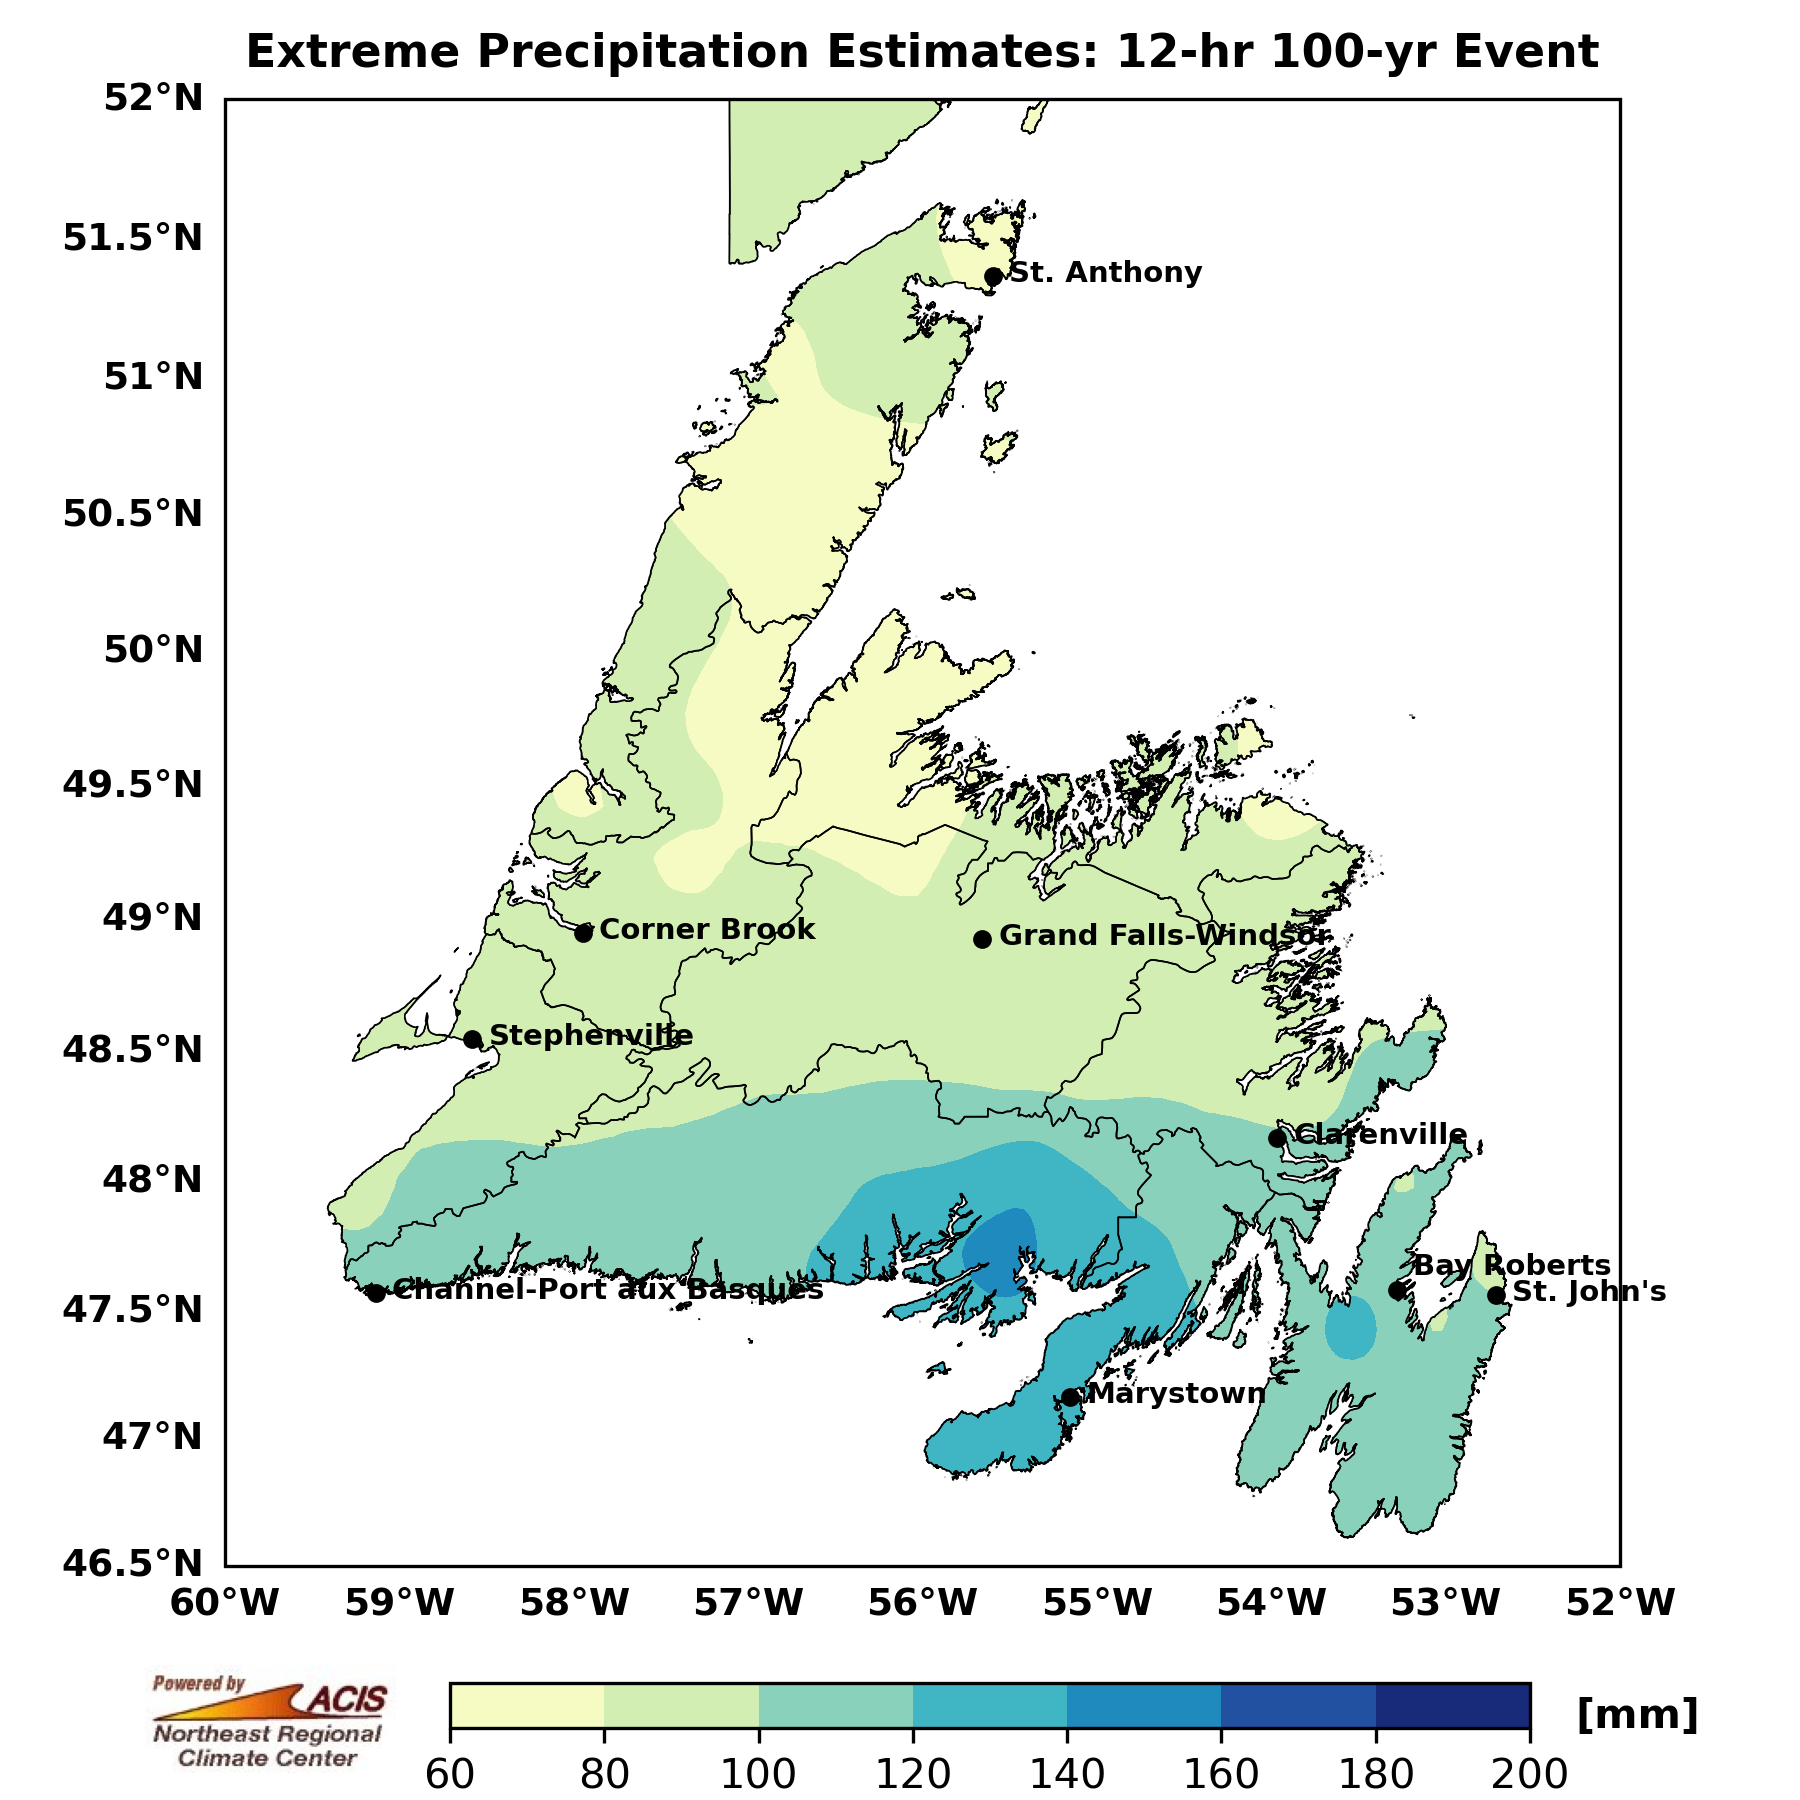 Extreme Precipitation Estimates: 12-hr 100-yr Event
52°N
51.5°N
St. Anthony
51°N
50.5°N
50°N
49.5°N
49°N
Corner Brook
Grand Falls-Windsor
48.5°N
Stephenville
Clarenville
48°N
Bay Roberts
47.5°N
Channel-Port aux Basques
St. John's
Marystown
47°N
46.5°N
60°W 59°W 58°W 57°W 56°W 55°W 54°W 53°W 52°W
Powered by
ACIS
Northeast Regional
Climate Center
[mm]
60 80 100 120 140 160 180 200